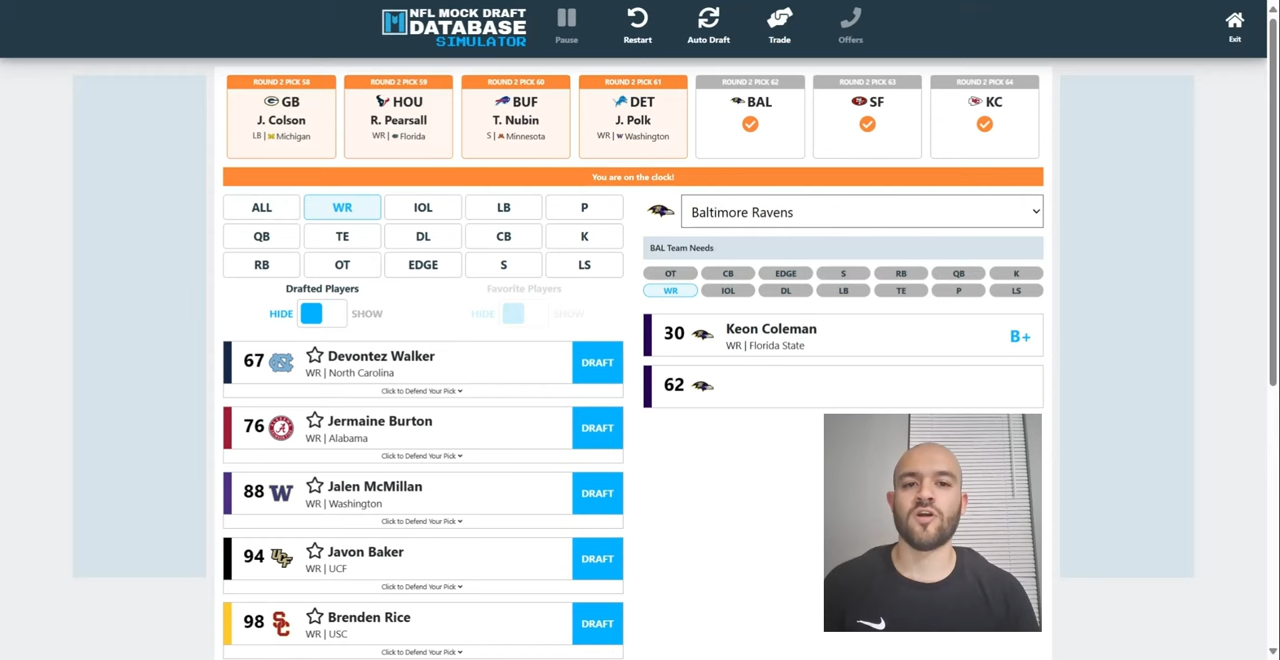 NFL MOCK DRAFT
DATABASE
SIMULATOR
Pause
Restart
Auto Draft
Trade
Offers
Exit
ROUND 2 PICK 58
GB
J. Colson
LB | Michigan
ROUND 2 PICK 59
HOU
R. Pearsall
WR | Florida
ROUND 2 PICK 60
BUF
T. Nubin
S | Minnesota
ROUND 2 PICK 61
DET
J. Polk
WR | Washington
ROUND 2 PICK 62
BAL
ROUND 2 PICK 63
SF
ROUND 2 PICK 64
KC
You are on the clock!
ALL WR IOL LB P
QB TE DL CB K
RB OT EDGE S LS
Drafted Players
HIDE SHOW
Favorite Players
HIDE SHOW
67 Devontez Walker
WR | North Carolina
DRAFT
Click to Defend Your Pick
76 Jermaine Burton
WR | Alabama
DRAFT
Click to Defend Your Pick
88 W Jalen McMillan
WR | Washington
DRAFT
Click to Defend Your Pick
94 UCF Javon Baker
WR | UCF
DRAFT
Click to Defend Your Pick
98 SC Brenden Rice
WR | USC
DRAFT
Click to Defend Your Pick
Baltimore Ravens
BAL Team Needs
OT CB EDGE S RB QB K
WR IOL DL LB TE P LS
30 Keon Coleman
WR | Florida State
B+
62